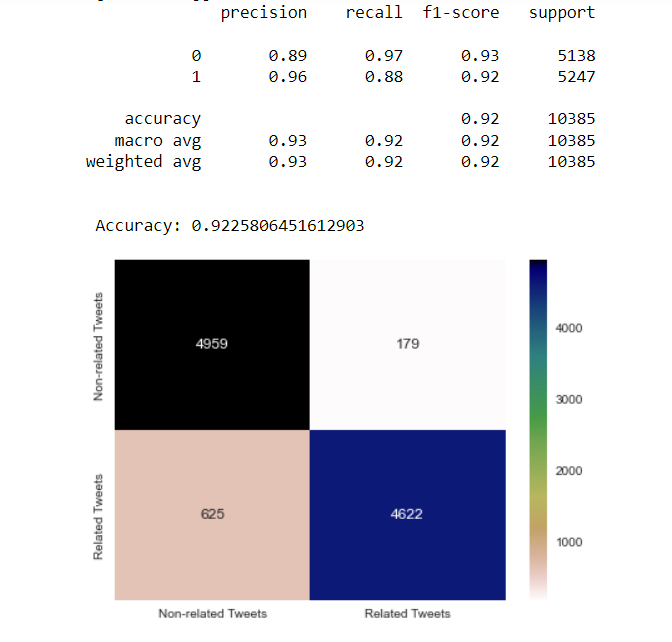 precision recall f1-score support
0 0.89 0.97 0.93 5138
1 0.96 0.88 0.92 5247
accuracy 0.92 10385
macro avg 0.93 0.92 0.92 10385
weighted avg 0.93 0.92 0.92 10385
Accuracy: 0.9225806451612903
Non-related Tweets
4959 179
Related Tweets
625 4622
Non-related Tweets Related Tweets
4000
3000
2000
1000